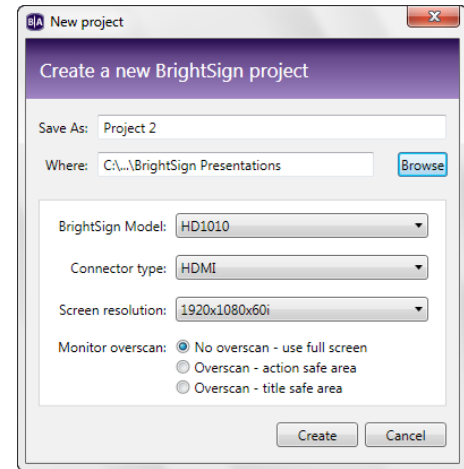 B|A New project
Create a new BrightSign project
Save As: Project 2
Where: C:\...\BrightSign Presentations Browse
BrightSign Model: HD1010
Connector type: HDMI
Screen resolution: 1920x1080x60i
Monitor overscan: No overscan - use full screen
Overscan - action safe area
Overscan - title safe area
Create Cancel